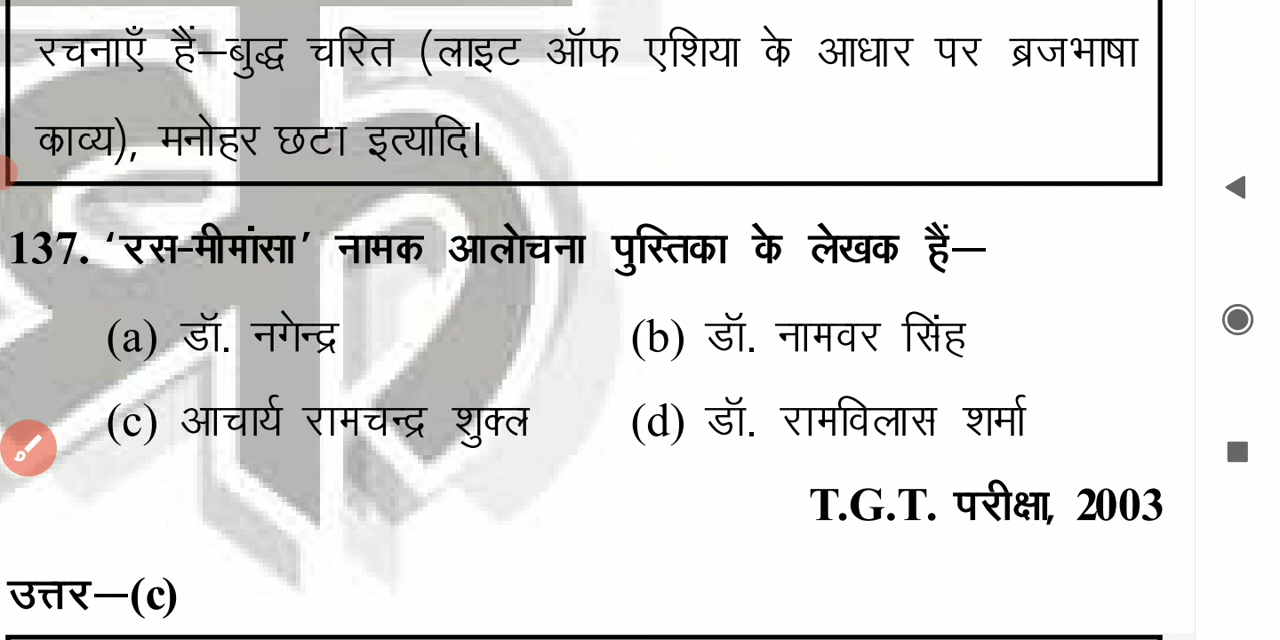 रचनाएँ हैं–बुद्ध चरित (लाइट ऑफ एशिया के आधार पर ब्रजभाषा
काव्य), मनोहर छटा इत्यादि।
137. ‘रस-मीमांसा’ नामक आलोचना पुस्तिका के लेखक हैं–
(a) डॉ. नगेन्द्र (b) डॉ. नामवर सिंह
(c) आचार्य रामचन्द्र शुक्ल (d) डॉ. रामविलास शर्मा
T.G.T. परीक्षा, 2003
उत्तर–(c)